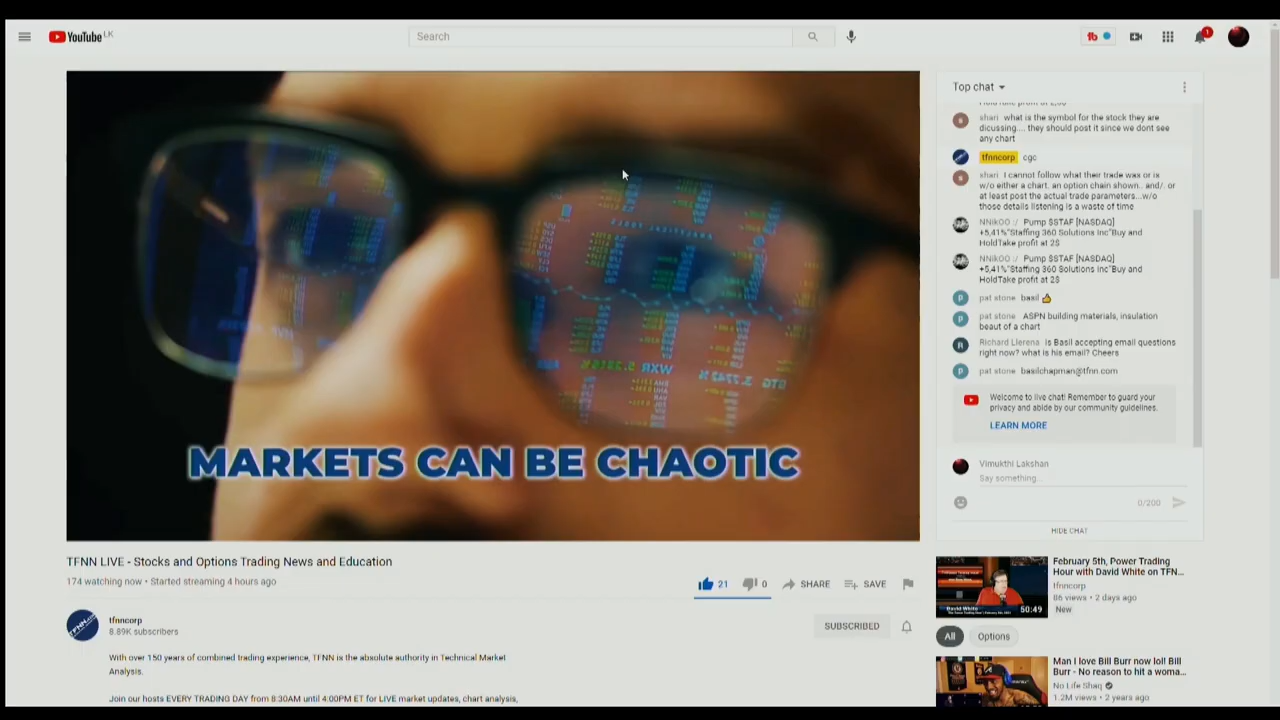 YouTube LK
Search
1
Top chat
shari what is the symbol for the stock they are
dicussing.... they should post it since we dont see
any chart
tfnncorp cgc
shari I cannot follow what their trade was or is
w/o either a chart. an option chain shown.. and/. or
at least post the actual trade parameters...w/o
those details listening is a waste of time
NNikOO :/ Pump $STAF [NASDAQ]
+5,41%"Staffing 360 Solutions Inc"Buy and
HoldTake profit at 2$
NNikOO :/ Pump $STAF [NASDAQ]
+5,41%"Staffing 360 Solutions Inc"Buy and
HoldTake profit at 2$
pat stone basil
pat stone ASPN building materials, insulation
beaut of a chart
Richard Llerena is Basil accepting email questions
right now? what is his email? Cheers
pat stone basilchapman@tfnn.com
Welcome to live chat! Remember to guard your
privacy and abide by our community guidelines.
LEARN MORE
Vimukthi Lakshan
Say something...
0/200
HIDE CHAT
MARKETS CAN BE CHAOTIC
TFNN LIVE - Stocks and Options Trading News and Education
174 watching now • Started streaming 4 hours ago
21 0 SHARE SAVE
tfnncorp
8.89K subscribers
SUBSCRIBED
With over 150 years of combined trading experience, TFNN is the absolute authority in Technical Market
Analysis.
Join our hosts EVERY TRADING DAY from 8:30AM until 4:00PM ET for LIVE market updates, chart analysis,
February 5th, Power Trading
Hour with David White on TFN...
tfnncorp
86 views • 2 days ago
New
David White
50:49
All Options
Man I love Bill Burr now lol! Bill
Burr - No reason to hit a woma...
No Life Shaq
1.2M views • 2 years ago